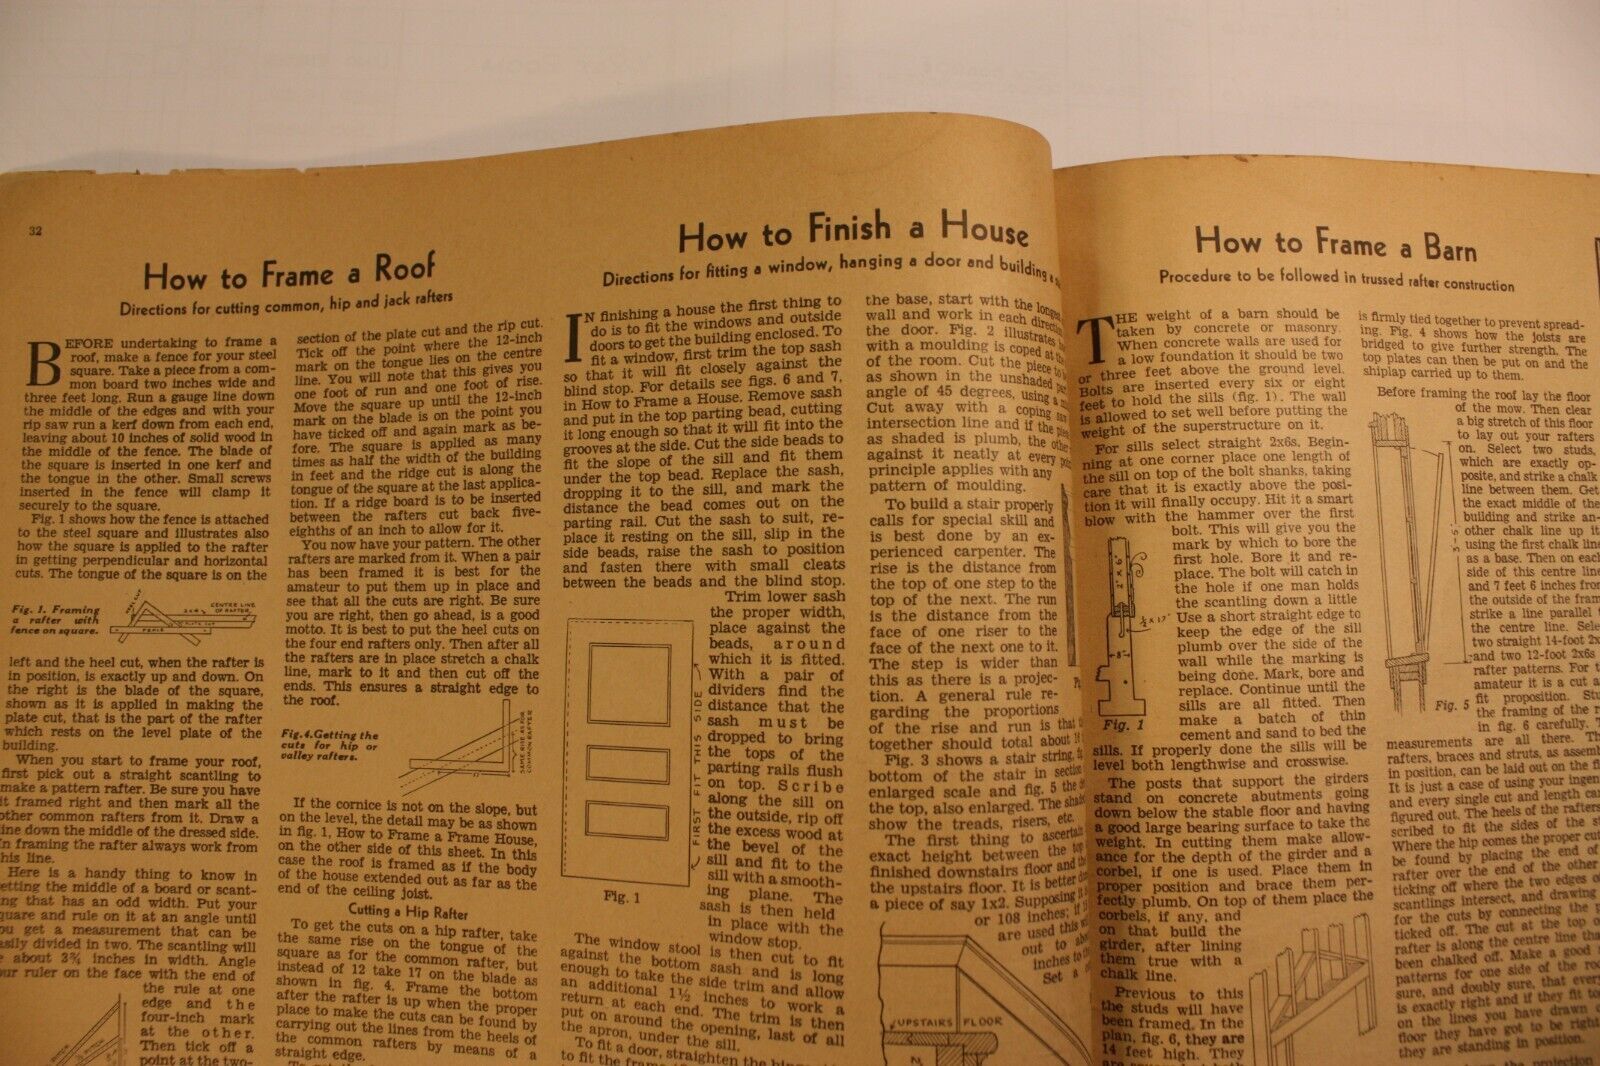 32
How to Frame a Roof
Directions for cutting common, hip and jack rafters
BEFORE undertaking to frame a
roof, make a fence for your steel
square. Take a piece from a com-
mon board two inches wide and
three feet long. Run a gauge line down
the middle of the edges and with your
rip saw run a kerf down from each end,
leaving about 10 inches of solid wood in
the middle of the fence. The blade of
the square is inserted in one kerf and
the tongue in the other. Small screws
inserted in the fence will clamp it
securely to the square.
Fig. 1 shows how the fence is attached
to the steel square and illustrates also
how the square is applied to the rafter
in getting perpendicular and horizontal
cuts. The tongue of the square is on the
Fig. 1. Framing
a rafter with
fence on square.
CENTRE LINE
OF RAFTER
2 x 4
PLATE CUT
FENCE
left and the heel cut, when the rafter is
in position, is exactly up and down. On
the right is the blade of the square,
shown as it is applied in making the
plate cut, that is the part of the rafter
which rests on the level plate of the
building.
When you start to frame your roof,
first pick out a straight scantling to
make a pattern rafter. Be sure you have
it framed right and then mark all the
other common rafters from it. Draw a
line down the middle of the dressed side.
In framing the rafter always work from
this line.
Here is a handy thing to know in
etting the middle of a board or scant-
ng that has an odd width. Put your
quare and rule on it at an angle until
ou get a measurement that can be
asily divided in two. The scantling will
e about 3¾ inches in width. Angle
our ruler on the face with the end of
the rule at one
edge and the
four-inch mark
at the other.
Then tick off a
point at the two-
section of the plate cut and the rip cut.
Tick off the point where the 12-inch
mark on the tongue lies on the centre
line. You will note that this gives you
one foot of run and one foot of rise.
Move the square up until the 12-inch
mark on the blade is on the point you
have ticked off and again mark as be-
fore. The square is applied as many
times as half the width of the building
in feet and the ridge cut is along the
tongue of the square at the last applica-
tion. If a ridge board is to be inserted
between the rafters cut back five-
eighths of an inch to allow for it.
You now have your pattern. The other
rafters are marked from it. When a pair
has been framed it is best for the
amateur to put them up in place and
see that all the cuts are right. Be sure
you are right, then go ahead, is a good
motto. It is best to put the heel cuts on
the four end rafters only. Then after all
the rafters are in place stretch a chalk
line, mark to it and then cut off the
ends. This ensures a straight edge to
the roof.
Fig.4.Getting the
cuts for hip or
valley rafters.
SAME RISE AS FOR
COMMON RAFTER
17
If the cornice is not on the slope, but
on the level, the detail may be as shown
in fig. 1, How to Frame a Frame House,
on the other side of this sheet. In this
case the roof is framed as if the body
of the house extended out as far as the
end of the ceiling joist.
Cutting a Hip Rafter
To get the cuts on a hip rafter, take
the same rise on the tongue of the
square as for the common rafter, but
instead of 12 take 17 on the blade as
shown in fig. 4. Frame the bottom
after the rafter is up when the proper
place to make the cuts can be found by
carrying out the lines from the heels of
the common rafters by means of a
straight edge.
How to Finish a House
Directions for fitting a window, hanging a door and building a
IN finishing a house the first thing to
do is to fit the windows and outside
doors to get the building enclosed. To
fit a window, first trim the top sash
so that it will fit closely against the
blind stop. For details see figs. 6 and 7,
in How to Frame a House. Remove sash
and put in the top parting bead, cutting
it long enough so that it will fit into the
grooves at the side. Cut the side beads to
fit the slope of the sill and fit them
under the top bead. Replace the sash,
dropping it to the sill, and mark the
distance the bead comes out on the
parting rail. Cut the sash to suit, re-
place it resting on the sill, slip in the
side beads, raise the sash to position
and fasten there with small cleats
between the beads and the blind stop.
Trim lower sash
the proper width,
place against the
beads, around
which it is fitted.
With a pair of
dividers find the
distance that the
sash must be
dropped to bring
the tops of the
parting rails flush
on top. Scribe
along the sill on
the outside, rip off
the excess wood at
the bevel of the
sill and fit to the
sill with a smooth-
ing plane. The
sash is then held
in place with the
window stop.
FIRST FIT THIS SIDE
Fig. 1
The window stool is then cut to fit
against the bottom sash and is long
enough to take the side trim and allow
an additional 1½ inches to work a
return at each end. The trim is then
put on around the opening, last of all
the apron, under the sill.
To fit a door, straighten the
to fit the frame
the base, start with the longest
wall and work in each direction
the door. Fig. 2 illustrates
with a moulding is coped at the
of the room. Cut the piece to
as shown in the unshaded
angle of 45 degrees, using a
Cut away with a coping
intersection line and if the
as shaded is plumb, the other
against it neatly at every
principle applies with any
pattern of moulding.
To build a stair properly
calls for special skill and
is best done by an ex-
perienced carpenter. The
rise is the distance from
the top of one step to the
top of the next. The run
is the distance from the
face of one riser to the
face of the next one to it.
The step is wider than
this as there is a projec-
tion. A general rule re-
garding the proportions
of the rise and run is that
together should total about
Fig. 3 shows a stair string,
bottom of the stair in section
enlarged scale and fig. 5 the
the top, also enlarged. The
show the treads, risers, etc.
The first thing to ascertain
exact height between the top
finished downstairs floor and the
the upstairs floor. It is better
a piece of say 1x2. Supposing
or 108 inches;
are used this
out to
inches to
Set a
UPSTAIRS FLOOR
How to Frame a Barn
Procedure to be followed in trussed rafter construction
THE weight of a barn should be
taken by concrete or masonry.
When concrete walls are used for
a low foundation it should be two
or three feet above the ground level.
Bolts are inserted every six or eight
feet to hold the sills (fig. 1). The wall
is allowed to set well before putting the
weight of the superstructure on it.
For sills select straight 2x6s. Begin-
ning at one corner place one length of
the sill on top of the bolt shanks, taking
care that it is exactly above the posi-
tion it will finally occupy. Hit it a smart
blow with the hammer over the first
bolt. This will give you the
mark by which to bore the
first hole. Bore it and re-
place. The bolt will catch in
the hole if one man holds
the scantling down a little
Use a short straight edge to
keep the edge of the sill
plumb over the side of the
wall while the marking is
being done. Mark, bore and
replace. Continue until the
sills are all fitted. Then
make a batch of thin
cement and sand to bed the
sills. If properly done the sills will be
level both lengthwise and crosswise.
2 x 6"
½ x 17"
8"
Fig. 1
The posts that support the girders
stand on concrete abutments going
down below the stable floor and having
a good large bearing surface to take the
weight. In cutting them make allow-
ance for the depth of the girder and a
corbel, if one is used. Place them in
proper position and brace them per-
fectly plumb. On top of them place the
corbels, if any, and
on that build the
girder, after lining
them true with a
chalk line.
Previous to this
the studs will have
been framed. In the
plan, fig. 6, they are
14 feet high. They
is firmly tied together to prevent spread-
ing. Fig. 4 shows how the joists are
bridged to give further strength. The
top plates can then be put on and the
shiplap carried up to them.
Before framing the roof lay the floor
of the mow. Then clear
a big stretch of this floor
to lay out your rafters
on. Select two studs,
which are exactly op-
posite, and strike a chalk
line between them. Get
the exact middle of the
building and strike an-
other chalk line up it
using the first chalk line
as a base. Then on each
side of this centre line
and 7 feet 6 inches from
the outside of the fram
strike a line parallel
the centre line. Sele
two straight 14-foot 2x
and two 12-foot 2x6s
rafter patterns. For
amateur it is a cut a
fit proposition. Stu
the framing of the r
in fig. 6 carefully.
Fig. 5
measurements are all there. Th
rafters, braces and struts, as assemb
in position, can be laid out on the fl
It is just a case of using your ingen
and every single cut and length can
figured out. The heels of the rafters
scribed to fit the sides of the st
Where the hip comes the proper cut
be found by placing the end of
rafter over the end of the other
ticking off where the two edges of
scantlings intersect, and drawing
for the cuts by connecting the p
ticked off. The cut at the top o
rafter is along the centre line tha
been chalked off. Make a good
patterns for one side of the roo
sure, and doubly sure, that every
is exactly right and if they fit to
on the lines you have drawn
floor they have got to be right
they are standing in position.